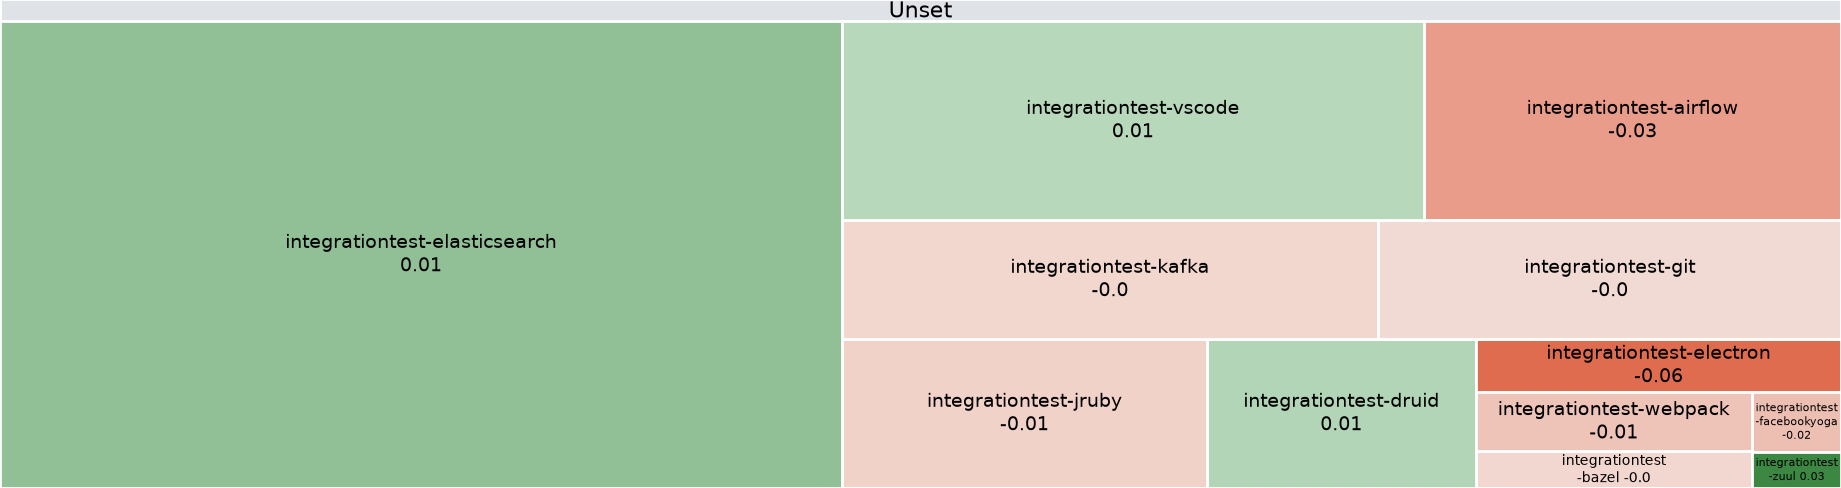 Unset
integrationtest-elasticsearch
0.01
integrationtest-vscode
0.01
integrationtest-airflow
-0.03
integrationtest-kafka
-0.0
integrationtest-git
-0.0
integrationtest-jruby
-0.01
integrationtest-druid
0.01
integrationtest-electron
-0.06
integrationtest-webpack
-0.01
integrationtest
-facebookyoga
-0.02
integrationtest
-bazel -0.0
integrationtest
-zuul 0.03